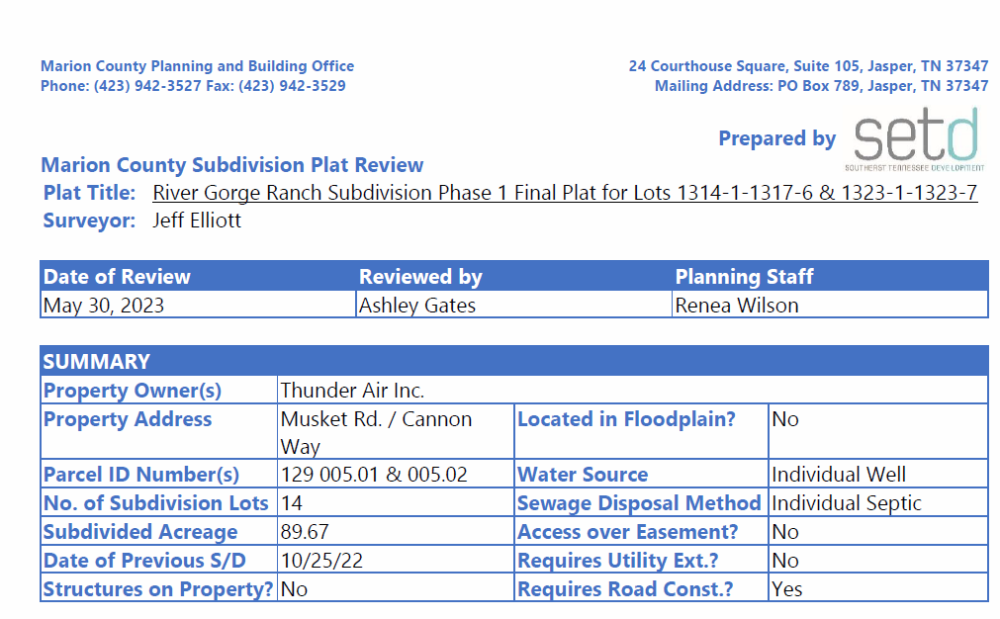 Marion County Planning and Building Office
24 Courthouse Square, Suite 105, Jasper, TN 37347
Phone: (423) 942-3527 Fax: (423) 942-3529
Mailing Address: PO Box 789, Jasper, TN 37347
Prepared by setd
SOUTHEAST TENNESSEE DEVELOPMENT
Marion County Subdivision Plat Review
Plat Title: River Gorge Ranch Subdivision Phase 1 Final Plat for Lots 1314-1-1317-6 & 1323-1-1323-7
Surveyor: Jeff Elliott
Date of Review Reviewed by Planning Staff
May 30, 2023 Ashley Gates Renea Wilson
SUMMARY
Property Owner(s) Thunder Air Inc.
Property Address Musket Rd. / Cannon Located in Floodplain? No
Way
Parcel ID Number(s) 129 005.01 & 005.02 Water Source Individual Well
No. of Subdivision Lots 14 Sewage Disposal Method Individual Septic
Subdivided Acreage 89.67 Access over Easement? No
Date of Previous S/D 10/25/22 Requires Utility Ext.? No
Structures on Property? No Requires Road Const.? Yes